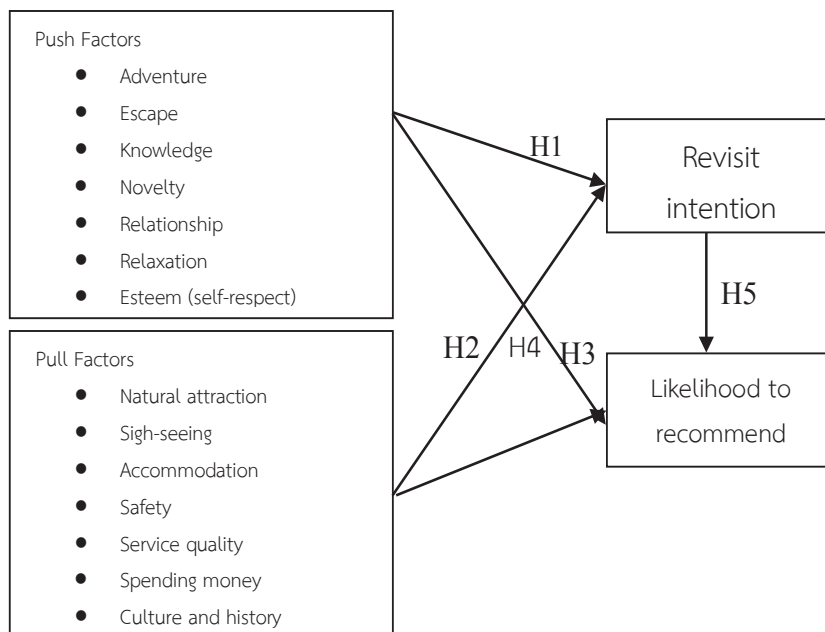 Push Factors
● Adventure
● Escape
● Knowledge
● Novelty
● Relationship
● Relaxation
● Esteem (self-respect)
Pull Factors
● Natural attraction
● Sigh-seeing
● Accommodation
● Safety
● Service quality
● Spending money
● Culture and history
H1
H2
H4
H3
H5
Revisit
intention
Likelihood to
recommend